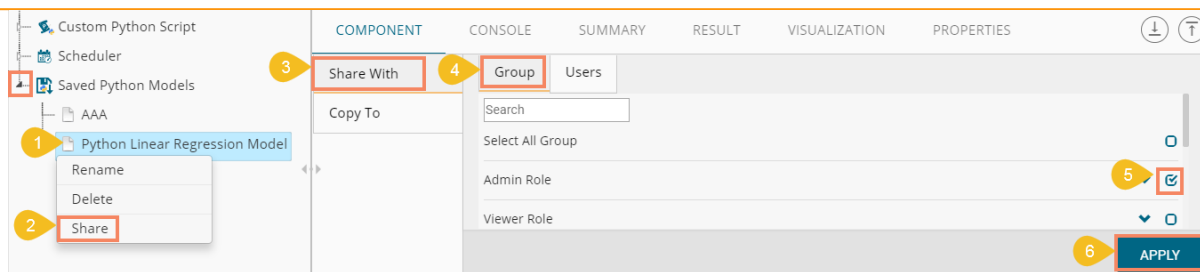 Custom Python Script
Scheduler
Saved Python Models
AAA
1
Python Linear Regression Model
Rename
Delete
2
Share
COMPONENT
CONSOLE
SUMMARY
RESULT
VISUALIZATION
PROPERTIES
3
Share With
Copy To
4
Group
Users
Search
Select All Group
Admin Role
5
Viewer Role
6
APPLY